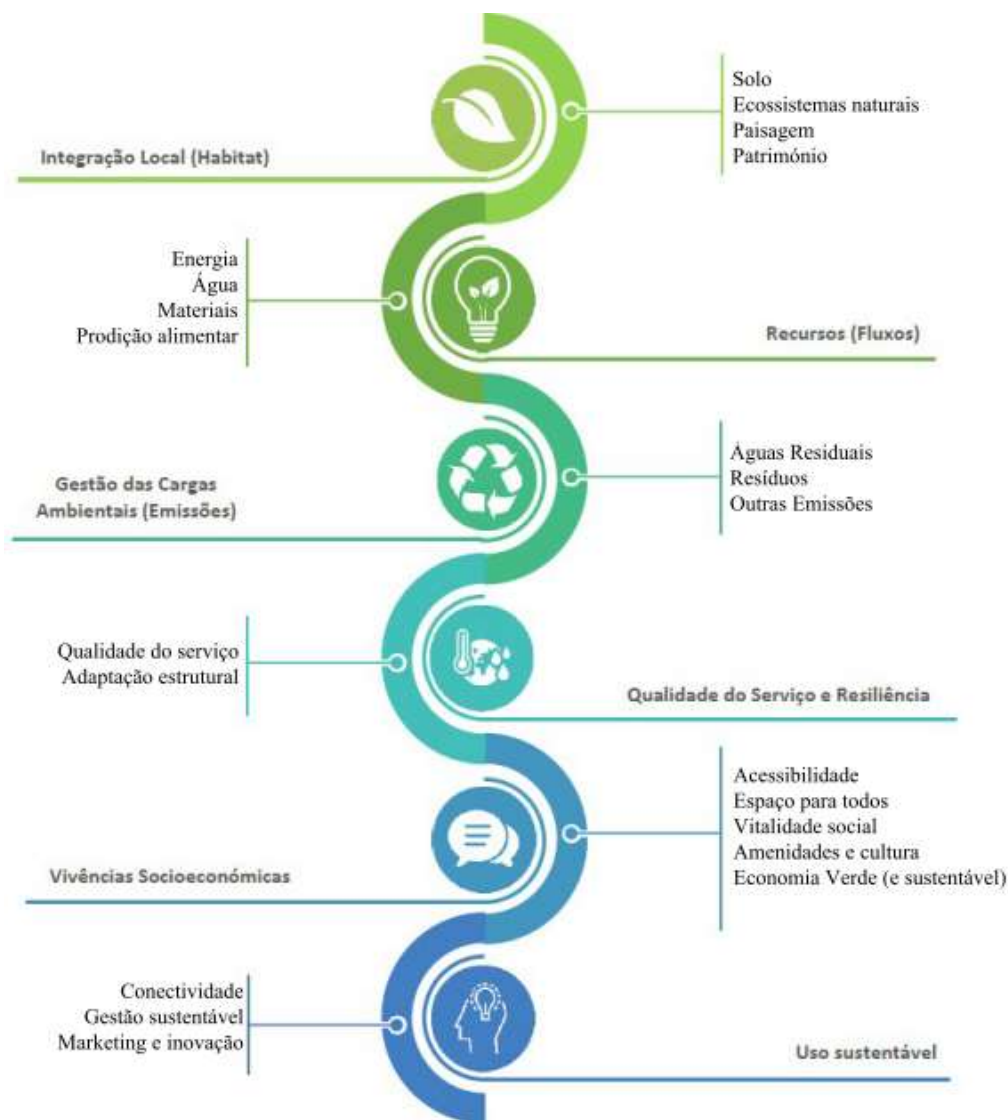 Solo
Ecossistemas naturais
Paisagem
Património
Integração Local (Habitat)
Energia
Água
Materiais
Prodição alimentar
Recursos (Fluxos)
Águas Residuais
Resíduos
Outras Emissões
Gestão das Cargas
Ambientais (Emissões)
Qualidade do serviço
Adaptação estrutural
Qualidade do Serviço e Resiliência
Acessibilidade
Espaço para todos
Vitalidade social
Amenidades e cultura
Economia Verde (e sustentável)
Vivências Socioeconómicas
Conectividade
Gestão sustentável
Marketing e inovação
Uso sustentável